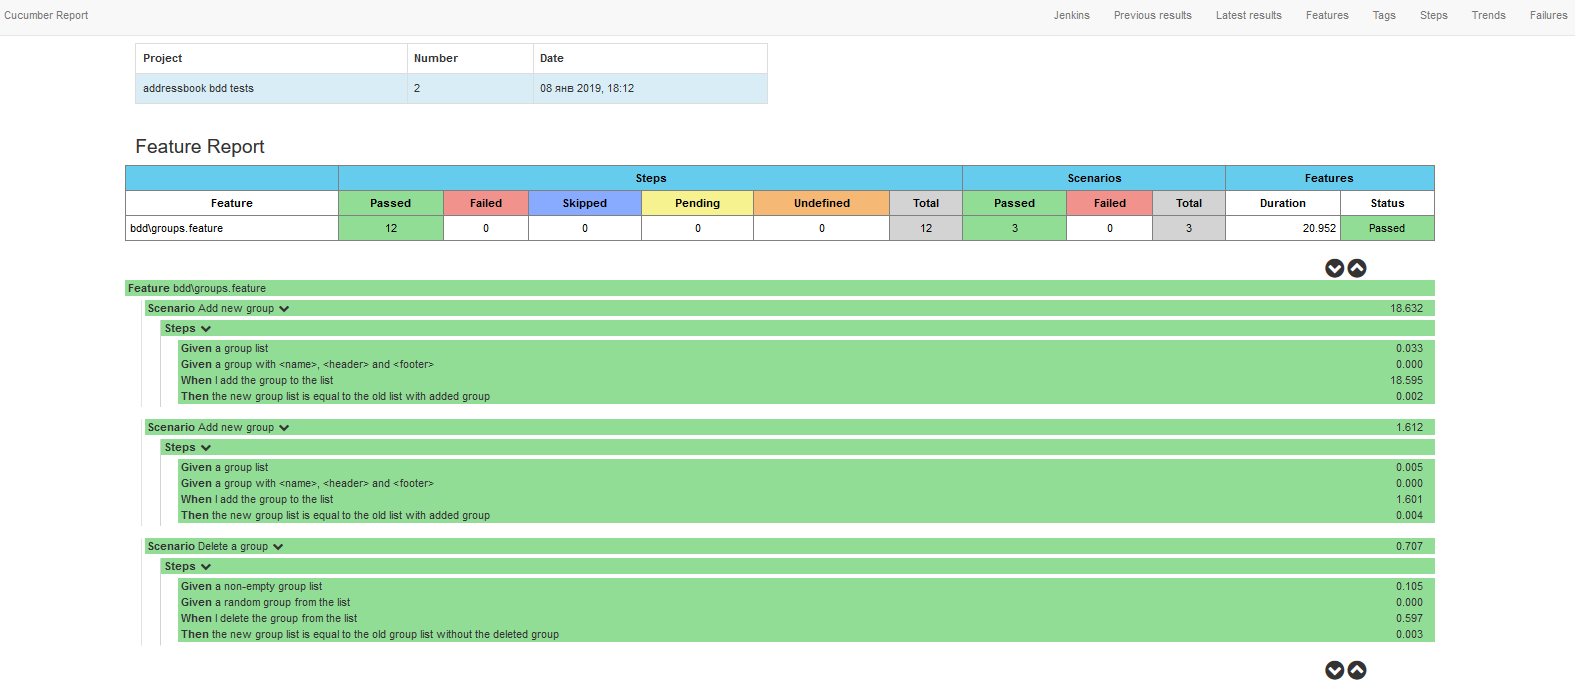 Cucumber Report Jenkins Previous results Latest results Features Tags Steps Trends Failures
Project Number Date
addressbook bdd tests 2 08 янв 2019, 18:12
Feature Report
Steps Scenarios Features
Feature Passed Failed Skipped Pending Undefined Total Passed Failed Total Duration Status
bdd\groups.feature 12 0 0 0 0 12 3 0 3 20.952 Passed
Feature bdd\groups.feature
Scenario Add new group 18.632
Steps
Given a group list 0.033
Given a group with <name>, <header> and <footer> 0.000
When I add the group to the list 18.595
Then the new group list is equal to the old list with added group 0.002
Scenario Add new group 1.612
Steps
Given a group list 0.005
Given a group with <name>, <header> and <footer> 0.000
When I add the group to the list 1.601
Then the new group list is equal to the old list with added group 0.004
Scenario Delete a group 0.707
Steps
Given a non-empty group list 0.105
Given a random group from the list 0.000
When I delete the group from the list 0.597
Then the new group list is equal to the old group list without the deleted group 0.003